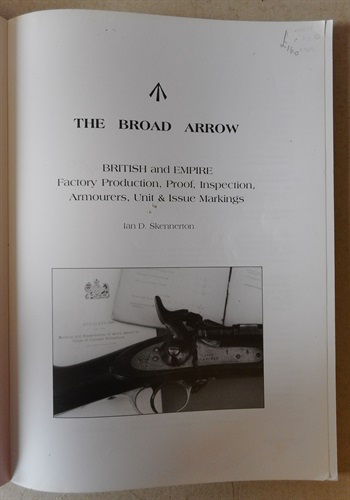 THE BROAD ARROW
BRITISH and EMPIRE
Factory Production, Proof, Inspection,
Armourers, Unit & Issue Markings
Ian D. Skennerton